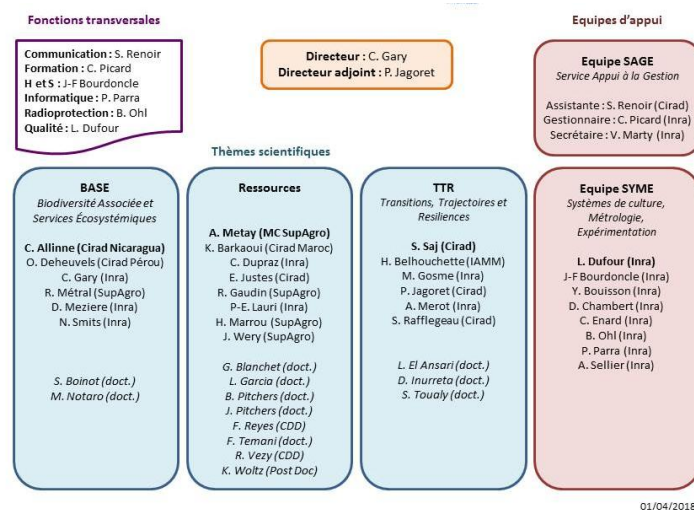 Fonctions transversales
Communication : S. Renoir
Formation : C. Picard
H et S : J-F Bourdoncle
Informatique : P. Parra
Radioprotection : B. Ohl
Qualité : L. Dufour
Directeur : C. Gary
Directeur adjoint : P. Jagoret
Equipes d'appui
Equipe SAGE
Service Appui à la Gestion
Assistante : S. Renoir (Cirad)
Gestionnaire : C. Picard (Inra)
Secrétaire : V. Marty (Inra)
Thèmes scientifiques
BASE
Biodiversité Associée et
Services Écosystémiques
C. Allinne (Cirad Nicaragua)
O. Deheuvels (Cirad Pérou)
C. Gary (Inra)
R. Métral (SupAgro)
D. Meziere (Inra)
N. Smits (Inra)
S. Boinot (doct.)
M. Notaro (doct.)
Ressources
A. Metay (MC SupAgro)
K. Barkaoui (Cirad Maroc)
C. Dupraz (Inra)
E. Justes (Cirad)
R. Gaudin (SupAgro)
P-E. Lauri (Inra)
H. Marrou (SupAgro)
J. Wery (SupAgro)
G. Blanchet (doct.)
L. Garcia (doct.)
B. Pitchers (doct.)
J. Pitchers (doct.)
F. Reyes (CDD)
F. Temani (doct.)
R. Vezy (CDD)
K. Woltz (Post Doc)
TTR
Transitions, Trajectoires et
Resiliences
S. Saj (Cirad)
H. Belhouchette (IAMM)
M. Gosme (Inra)
P. Jagoret (Cirad)
A. Merot (Inra)
S. Rafflegeau (Cirad)
L. El Ansari (doct.)
D. Inurreta (doct.)
S. Toualy (doct.)
Equipe SYME
Systèmes de culture,
Métrologie,
Expérimentation
L. Dufour (Inra)
J-F Bourdoncle (Inra)
Y. Bouisson (Inra)
D. Chambert (Inra)
C. Enard (Inra)
B. Ohl (Inra)
P. Parra (Inra)
A. Sellier (Inra)
01/04/2018